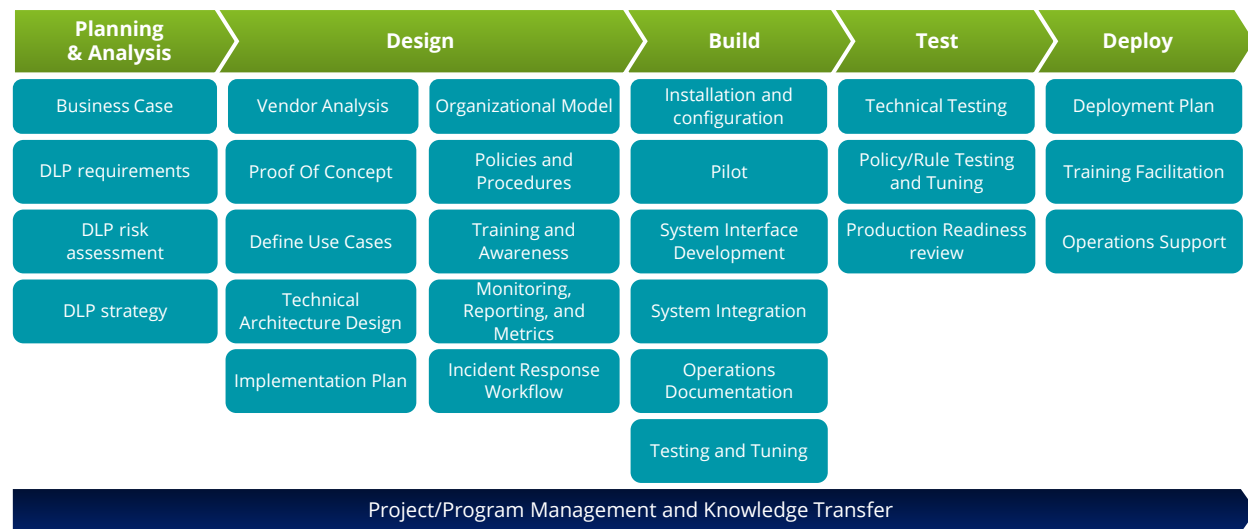 Planning
& Analysis
Design
Build
Test
Deploy
Business Case
DLP requirements
DLP risk
assessment
DLP strategy
Vendor Analysis
Proof Of Concept
Define Use Cases
Technical
Architecture Design
Implementation Plan
Organizational Model
Policies and
Procedures
Training and
Awareness
Monitoring,
Reporting, and
Metrics
Incident Response
Workflow
Installation and
configuration
Pilot
System Interface
Development
System Integration
Operations
Documentation
Testing and Tuning
Technical Testing
Policy/Rule Testing
and Tuning
Production Readiness
review
Deployment Plan
Training Facilitation
Operations Support
Project/Program Management and Knowledge Transfer